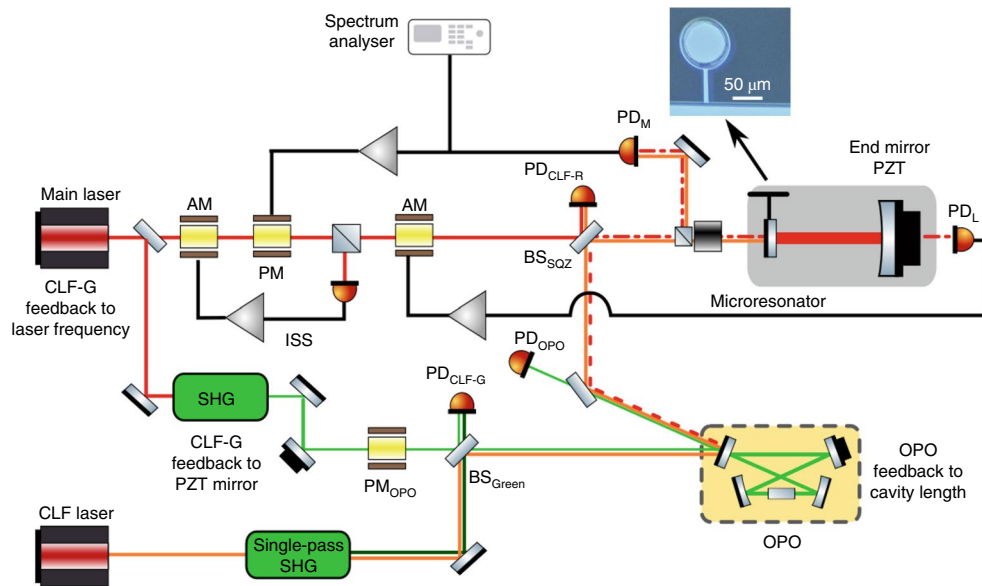 Spectrum
analyser
50 μm
PD_M
PD_CLF-R
End mirror
PZT
Main laser
AM
AM
PD_L
PM
BS_SQZ
CLF-G
feedback to
laser frequency
ISS
Microresonator
PD_OPO
PD_CLF-G
SHG
CLF-G
feedback to
PZT mirror
OPO
feedback to
cavity length
PM_OPO
BS_Green
CLF laser
Single-pass
SHG
OPO